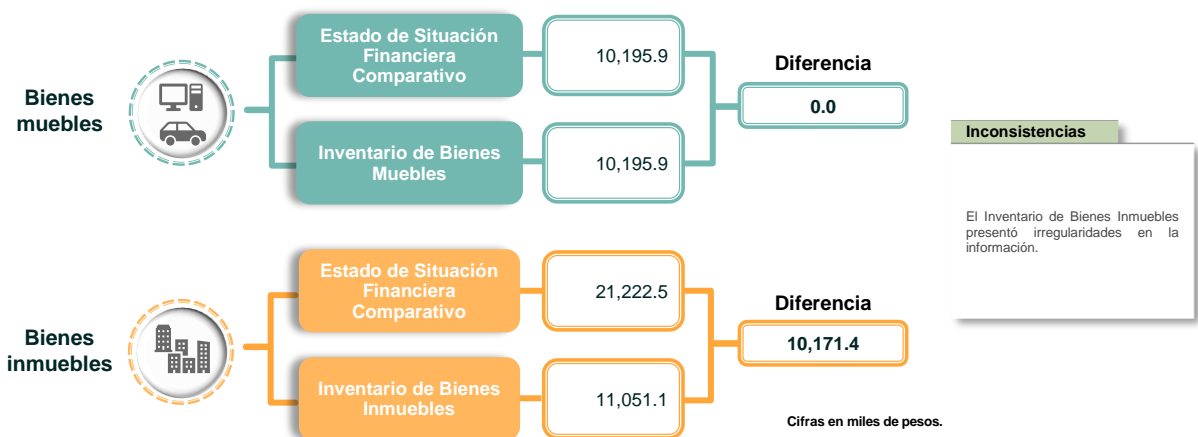 Bienes
muebles
Estado de Situación
Financiera
Comparativo
10,195.9
Inventario de Bienes
Muebles
10,195.9
Diferencia
0.0
Inconsistencias
El Inventario de Bienes Inmuebles
presentó irregularidades en la
información.
Bienes
inmuebles
Estado de Situación
Financiera
Comparativo
21,222.5
Inventario de Bienes
Inmuebles
11,051.1
Diferencia
10,171.4
Cifras en miles de pesos.